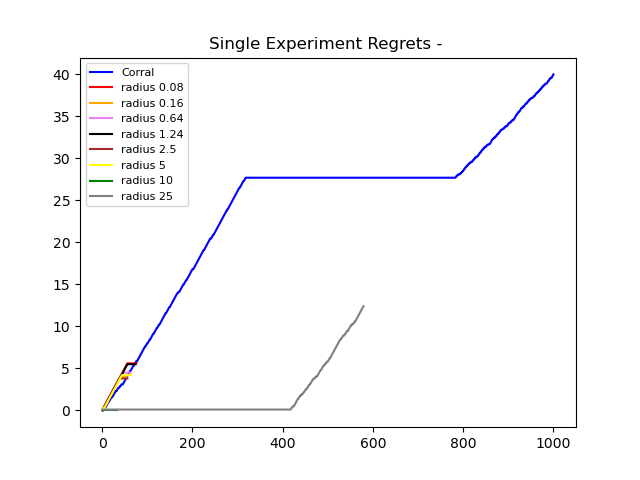 Single Experiment Regrets -
Corral
radius 0.08
radius 0.16
radius 0.64
radius 1.24
radius 2.5
radius 5
radius 10
radius 25
40
35
30
25
20
15
10
5
0
0 200 400 600 800 1000